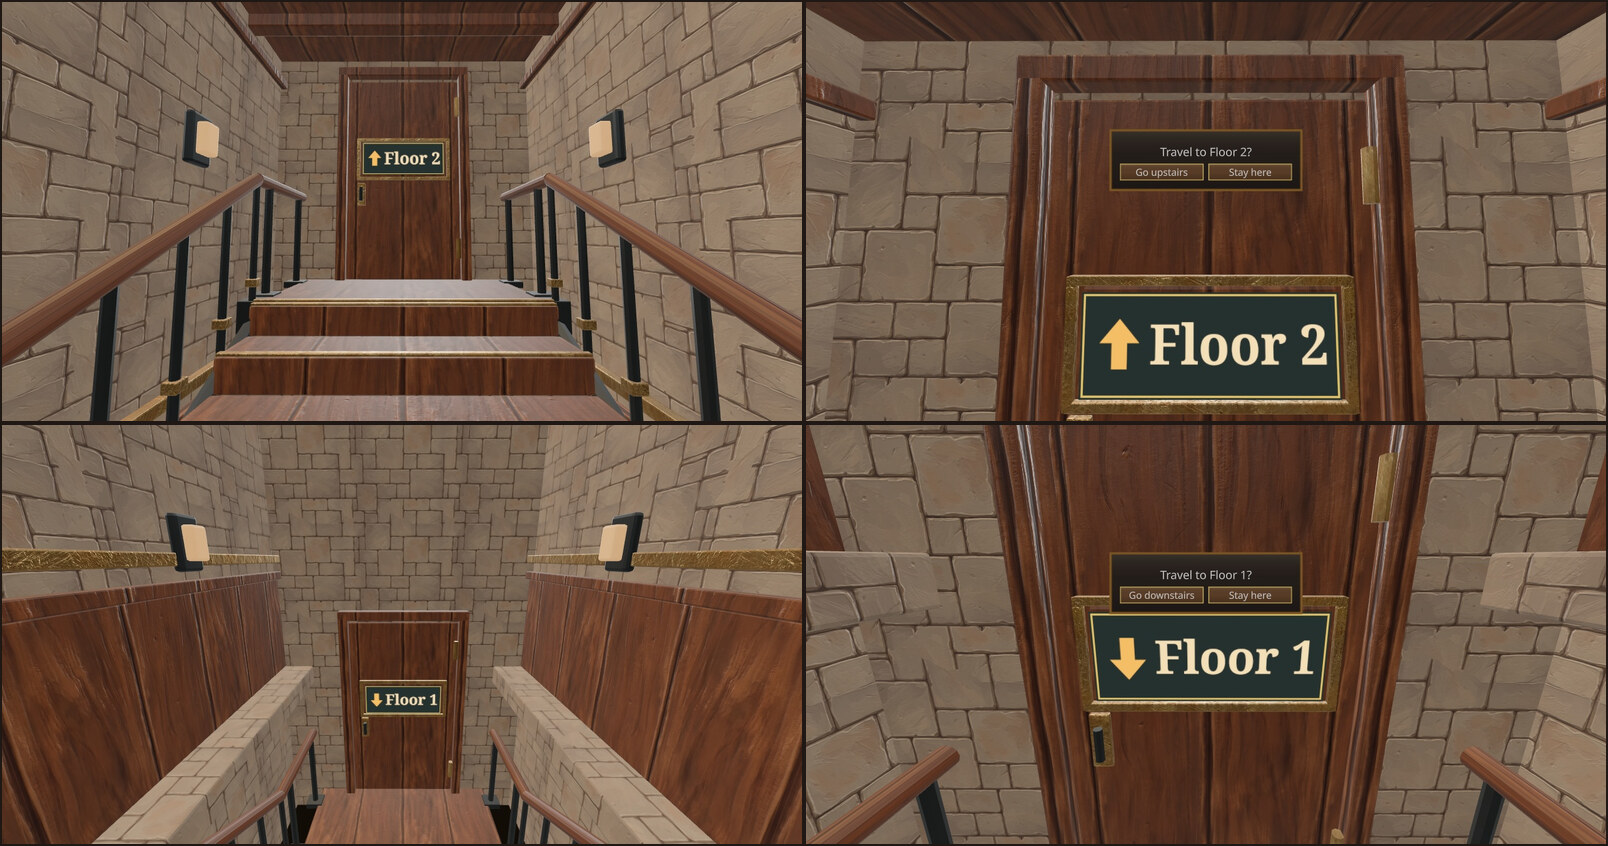 ↑ Floor 2
Travel to Floor 2?
Go upstairs Stay here
↑ Floor 2
↓ Floor 1
Travel to Floor 1?
Go downstairs Stay here
↓ Floor 1